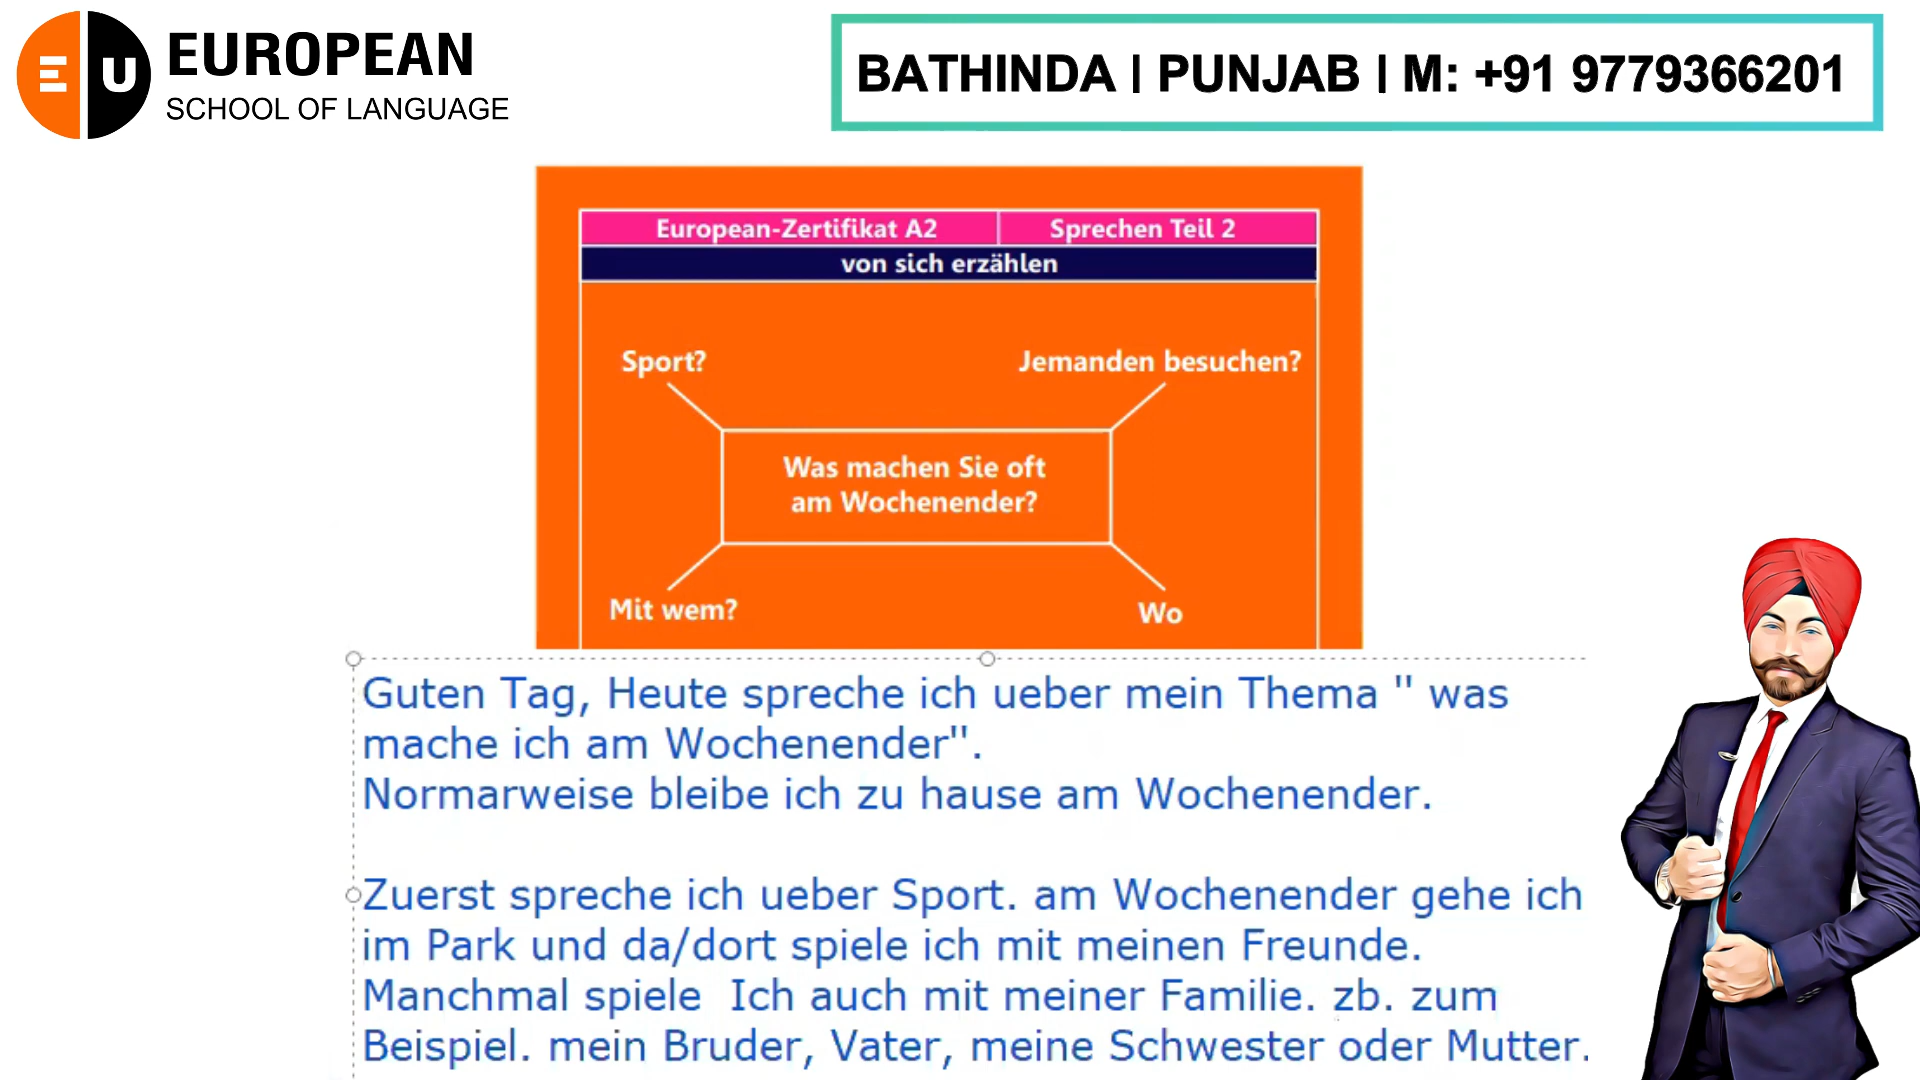 EU EUROPEAN
SCHOOL OF LANGUAGE
BATHINDA | PUNJAB | M: +91 9779366201
European-Zertifikat A2 Sprechen Teil 2
von sich erzählen
Sport? Jemanden besuchen?
Was machen Sie oft
am Wochenender?
Mit wem? Wo
Guten Tag, Heute spreche ich ueber mein Thema " was
mache ich am Wochenender".
Normarweise bleibe ich zu hause am Wochenender.
Zuerst spreche ich ueber Sport. am Wochenender gehe ich
im Park und da/dort spiele ich mit meinen Freunde.
Manchmal spiele Ich auch mit meiner Familie. zb. zum
Beispiel. mein Bruder, Vater, meine Schwester oder Mutter.